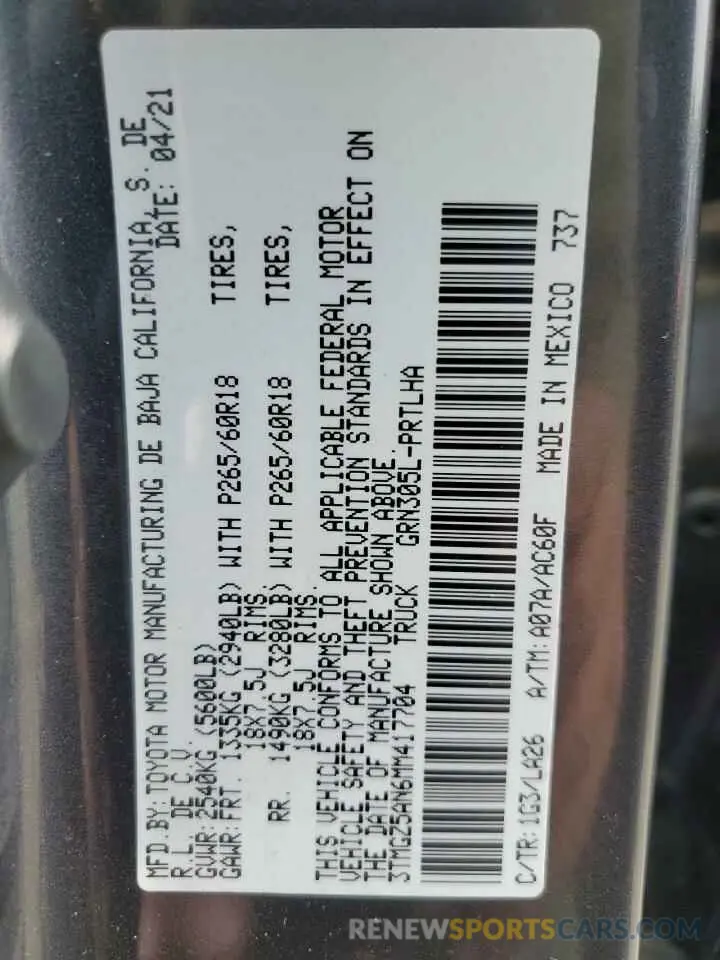 MFD.BY: TOYOTA MOTOR MANUFACTURING DE BAJA CALIFORNIA, S. DE
R.L. DE C.V. DATE: 04/21
GVWR: 2540KG (5600LB)
GAWR: FRT. 1335KG (2940LB) WITH P265/60R18 TIRES,
18X7.5J RIMS.
RR. 1490KG (3280LB) WITH P265/60R18 TIRES,
18X7.5J RIMS.
THIS VEHICLE CONFORMS TO ALL APPLICABLE FEDERAL MOTOR
VEHICLE SAFETY AND THEFT PREVENTION STANDARDS IN EFFECT ON
THE DATE OF MANUFACTURE SHOWN ABOVE.
3TMGZ5AN6MM417704 TRUCK GRN305L-PRTLHA
C/TR: 1G3/LA26 A/TM: A07A/AC60F MADE IN MEXICO 737
RENEWSPORTSCARS.COM